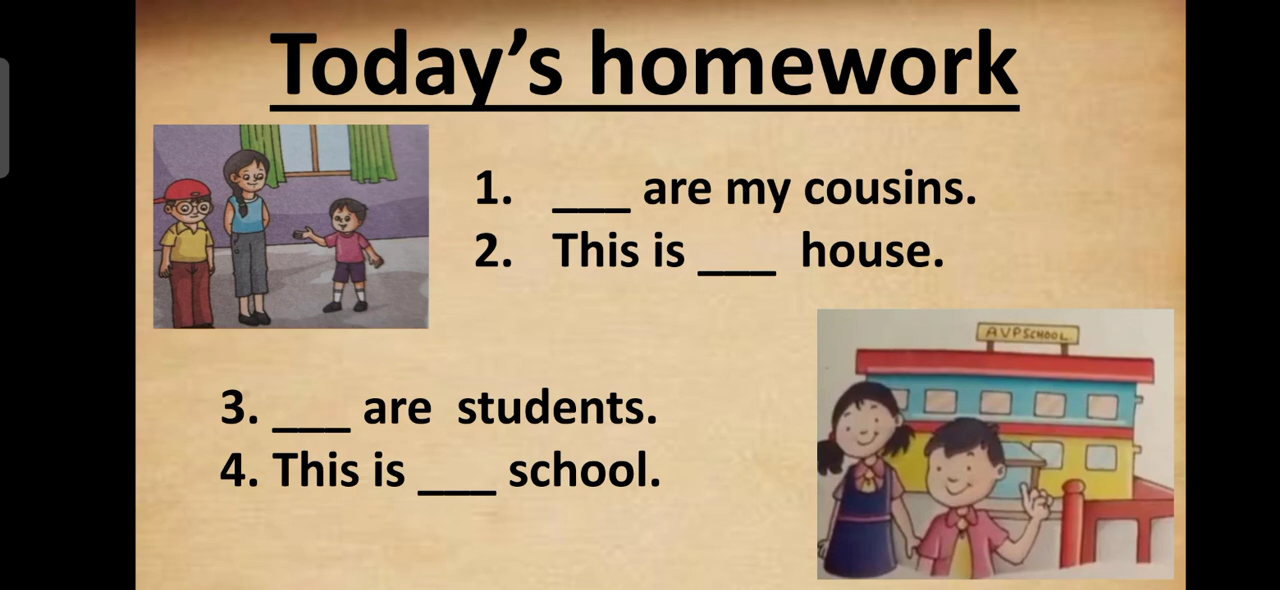 Today's homework
1. ___ are my cousins.
2. This is ___ house.
A V P SCHOOL
3. ___ are students.
4. This is ___ school.